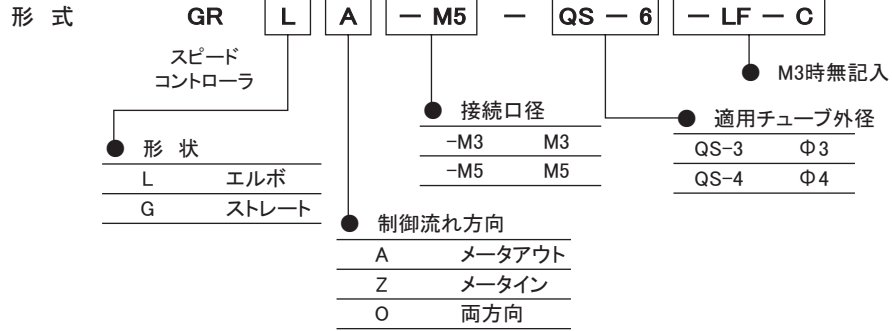 形 式 GR L A － M5 － QS － 6 － LF － C
スピード
コントローラ
● M3時無記入
● 接続口径
-M3 M3
-M5 M5
● 適用チューブ外径
QS-3 Φ3
QS-4 Φ4
● 形 状
L エルボ
G ストレート
● 制御流れ方向
A メータアウト
Z メータイン
O 両方向